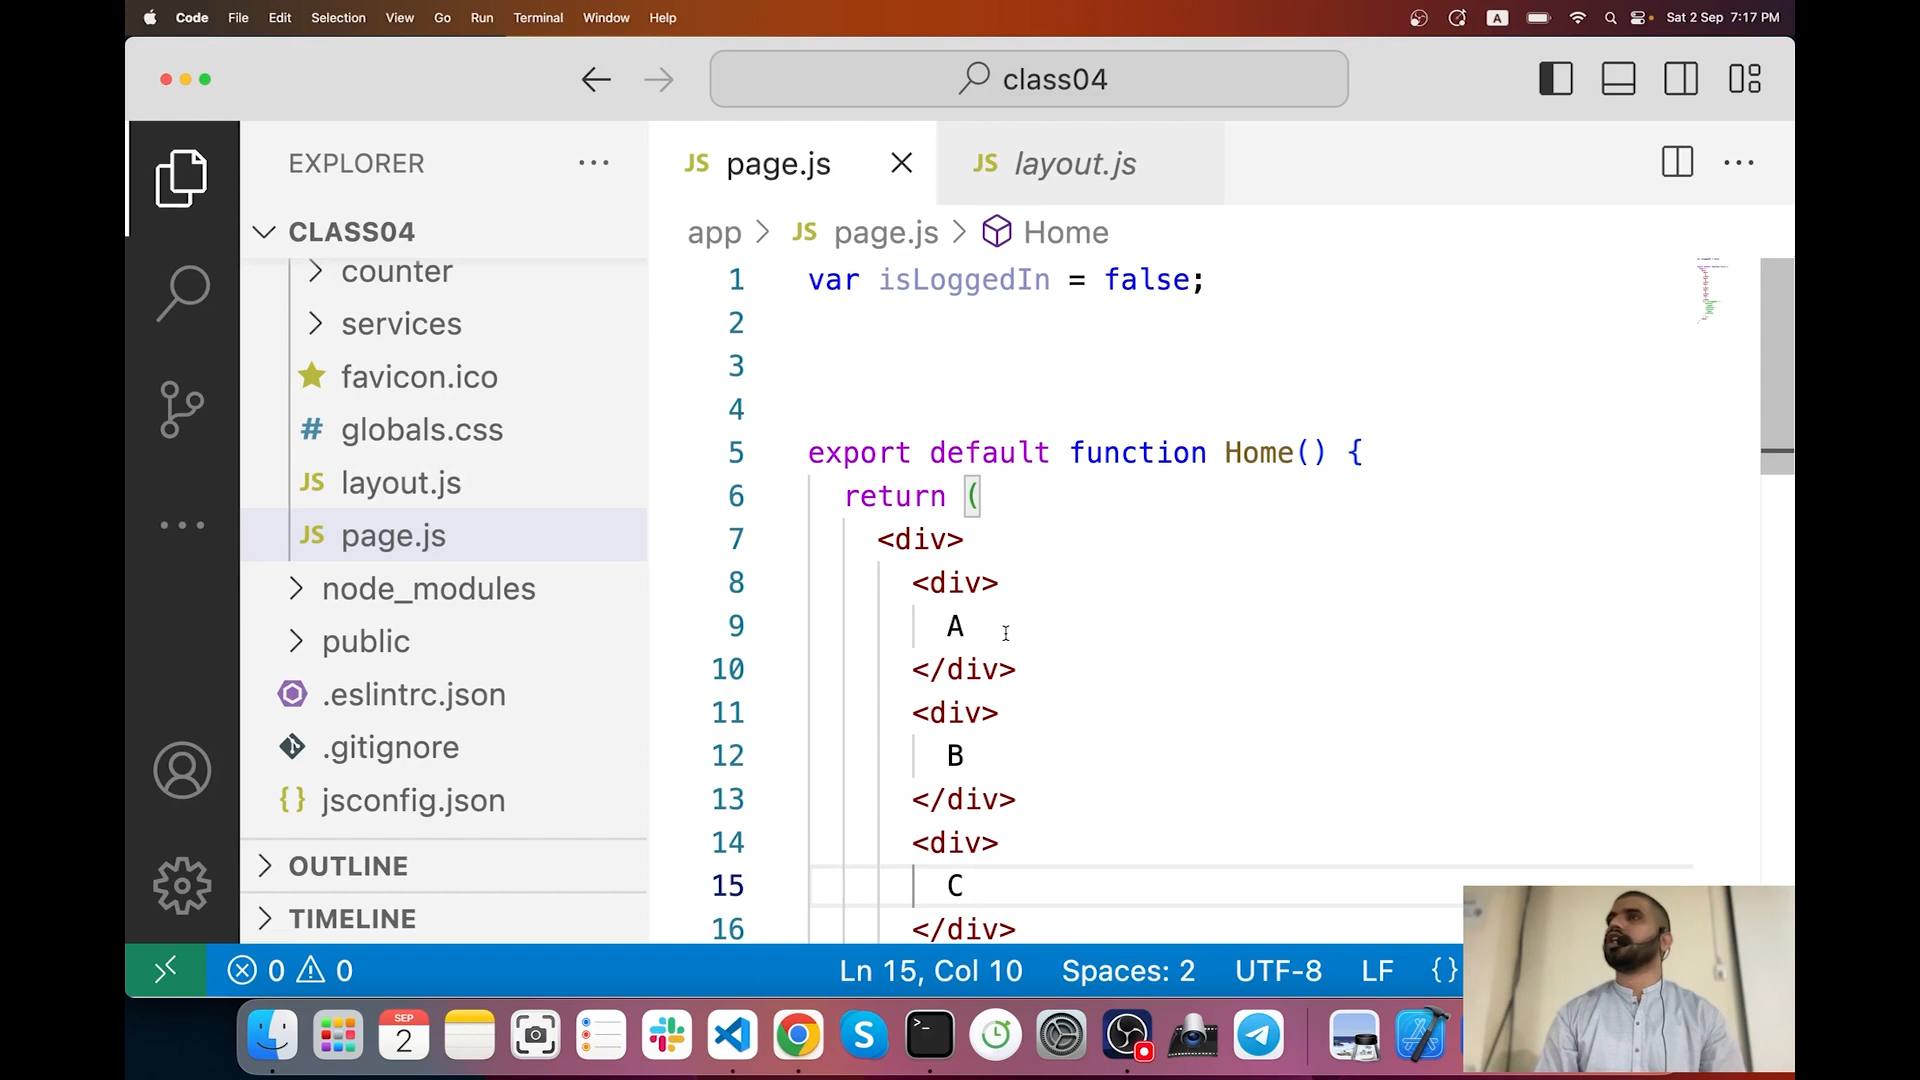 Code File Edit Selection View Go Run Terminal Window Help A Sat 2 Sep 7:17 PM
class04
EXPLORER
JS page.js
JS layout.js
CLASS04
app > JS page.js > Home
counter
services
favicon.ico
# globals.css
JS layout.js
JS page.js
node_modules
public
.eslintrc.json
.gitignore
{} jsconfig.json
OUTLINE
TIMELINE
1 var isLoggedIn = false;
2
3
4
5 export default function Home() {
6 return (
7 <div>
8 <div>
9 A
10 </div>
11 <div>
12 B
13 </div>
14 <div>
15 C
16 </div>
0 0 Ln 15, Col 10 Spaces: 2 UTF-8 LF {}
SEP
2